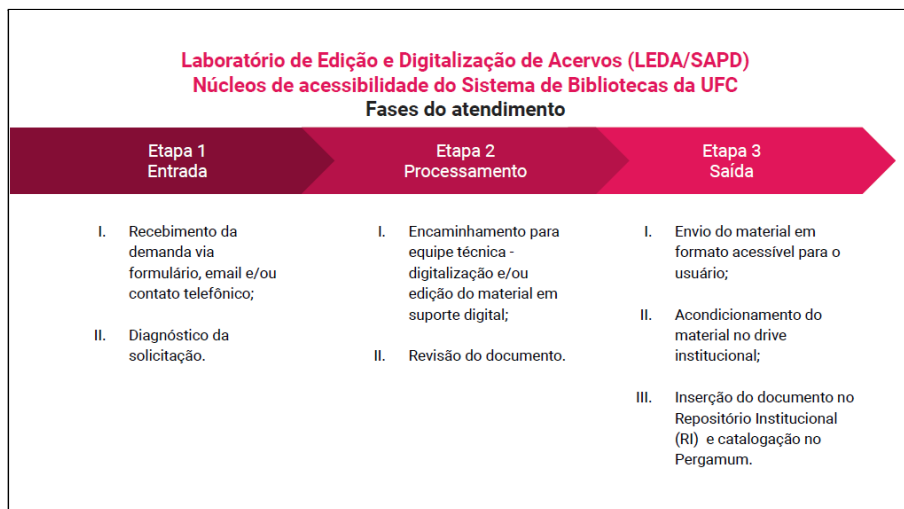 Laboratório de Edição e Digitalização de Acervos (LEDA/SAPD)
Núcleos de acessibilidade do Sistema de Bibliotecas da UFC
Fases do atendimento
Etapa 1
Entrada
I. Recebimento da
demanda via
formulário, email e/ou
contato telefônico;
II. Diagnóstico da
solicitação.
Etapa 2
Processamento
I. Encaminhamento para
equipe técnica -
digitalização e/ou
edição do material em
suporte digital;
II. Revisão do documento.
Etapa 3
Saída
I. Envio do material em
formato acessível para o
usuário;
II. Acondicionamento do
material no drive
institucional;
III. Inserção do documento no
Repositório Institucional
(RI) e catalogação no
Pergamum.